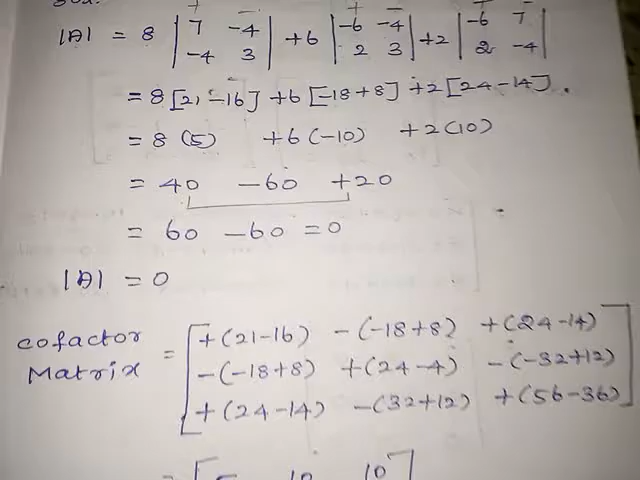 |A| = 8 | 7 -4 | +6 | -6 -4 | +2 | -6 7 |
| -4 3 | | 2 3 | | 2 -4 |
= 8 [21 -16] +6 [-18+8] +2 [24-14].
= 8 (5) +6 (-10) +2 (10)
= 40 -60 +20
= 60 -60 = 0
|A| = 0
cofactor Matrix = [ +(21-16) -(-18+8) +(24-14)
-(-18+8) +(24-4) -(-32+12)
+(24-14) -(32+12) +(56-36) ]
= [ 10 10 ]